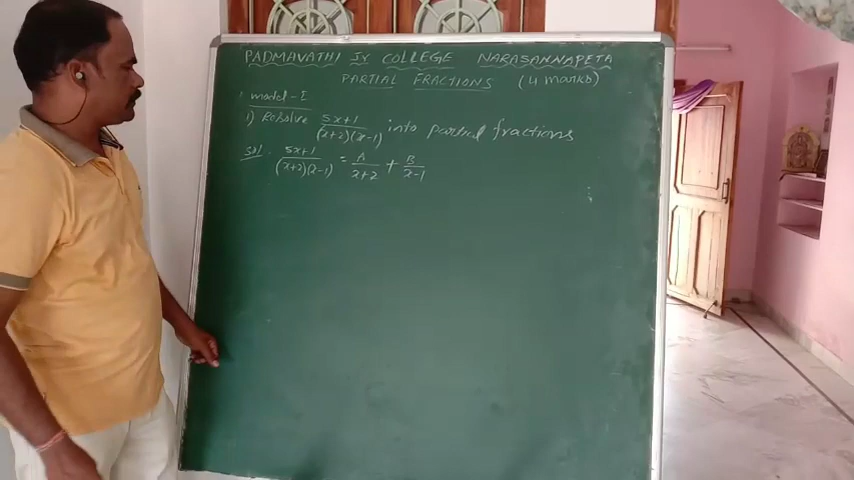 PADMAVATHI Jr COLLEGE NARASANNAPETA
PARTIAL FRACTIONS (4 marks)
model-I
1) Resolve (5x+1)/((x+2)(x-1)) into partial fractions
Sol (5x+1)/((x+2)(x-1)) = A/(x+2) + B/(x-1)